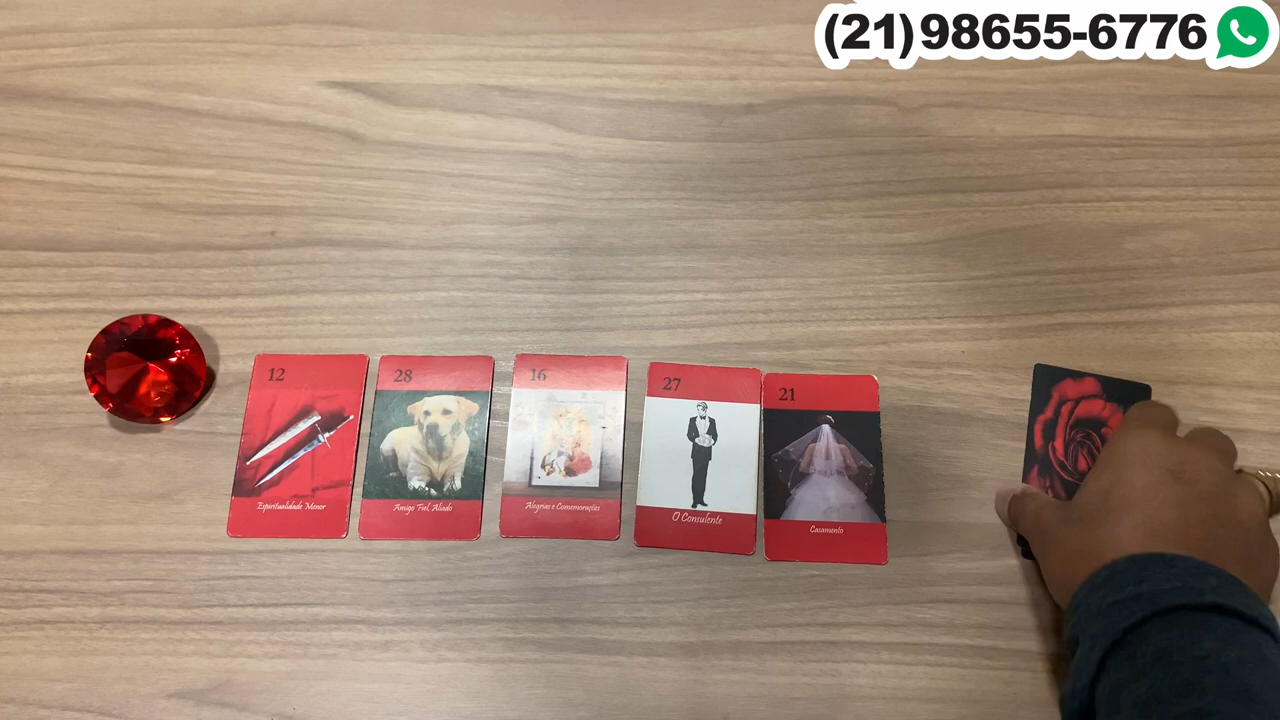 (21)98655-6776
12
Espiritualidade Menor
28
Amigo Fiel, Aliado
16
Alegrias e Comemorações
27
O Consulente
21
Casamento